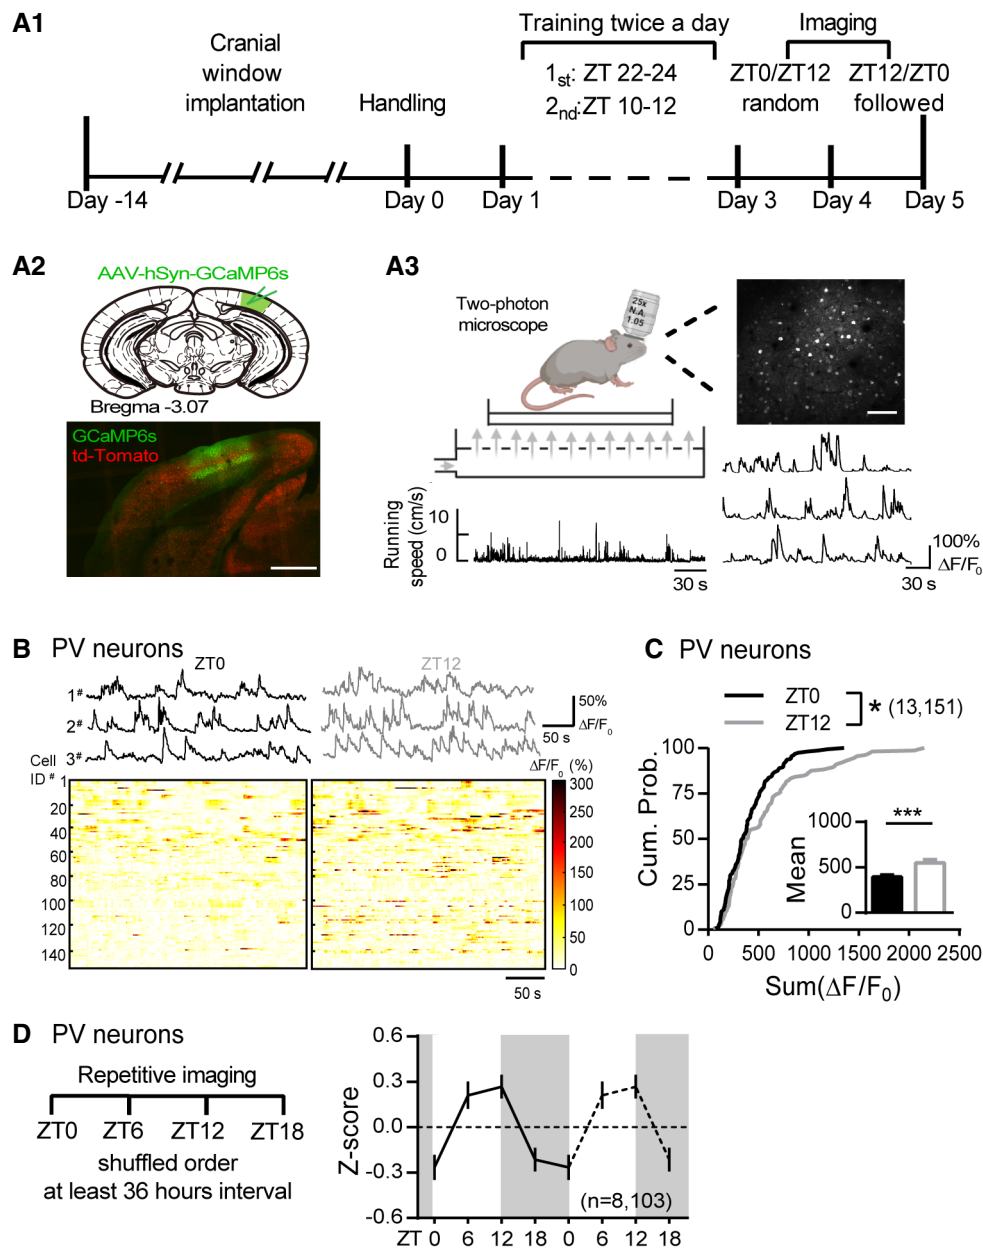 A1
Training twice a day
Imaging
Cranial
window
implantation
Handling
1st: ZT 22-24
2nd:ZT 10-12
ZT0/ZT12
random
ZT12/ZT0
followed
Day -14
Day 0
Day 1
Day 3
Day 4
Day 5
A2
AAV-hSyn-GCaMP6s
Bregma -3.07
GCaMP6s
td-Tomato
A3
Two-photon
microscope
25x
N.A.
1.05
Running
speed (cm/s)
10
0
30 s
100%
ΔF/F0
30 s
B PV neurons
ZT0
ZT12
1#
2#
3#
50%
ΔF/F0
50 s
Cell
ID # 1
20
40
60
80
100
120
140
ΔF/F0 (%)
300
250
200
150
100
50
0
50 s
C PV neurons
ZT0
ZT12
* (13,151)
Cum. Prob.
100
75
50
25
0
0 500 1000 1500 2000 2500
Sum(ΔF/F0)
Mean
1000
500
0
***
D PV neurons
Repetitive imaging
ZT0 ZT6 ZT12 ZT18
shuffled order
at least 36 hours interval
Z-score
0.6
0.3
0.0
-0.3
-0.6
(n=8,103)
ZT 0 6 12 18 0 6 12 18